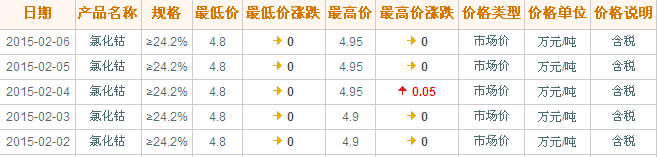 日期 产品名称 规格 最低价 最低价涨跌 最高价 最高价涨跌 价格类型 价格单位 价格说明
2015-02-06 氯化钴 ≥24.2% 4.8 → 0 4.95 → 0 市场价 万元/吨 含税
2015-02-05 氯化钴 ≥24.2% 4.8 → 0 4.95 → 0 市场价 万元/吨 含税
2015-02-04 氯化钴 ≥24.2% 4.8 → 0 4.95 ↑ 0.05 市场价 万元/吨 含税
2015-02-03 氯化钴 ≥24.2% 4.8 → 0 4.9 → 0 市场价 万元/吨 含税
2015-02-02 氯化钴 ≥24.2% 4.8 → 0 4.9 → 0 市场价 万元/吨 含税